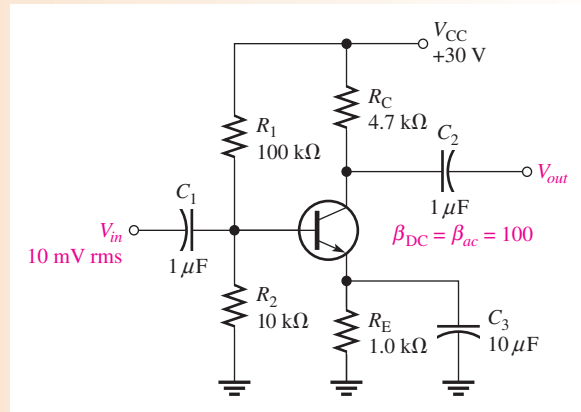 V_CC
+30 V
R_C
4.7 kΩ
R_1
100 kΩ
C_2
1 μF
V_out
C_1
1 μF
V_in
10 mV rms
β_DC = β_ac = 100
R_2
10 kΩ
R_E
1.0 kΩ
C_3
10 μF